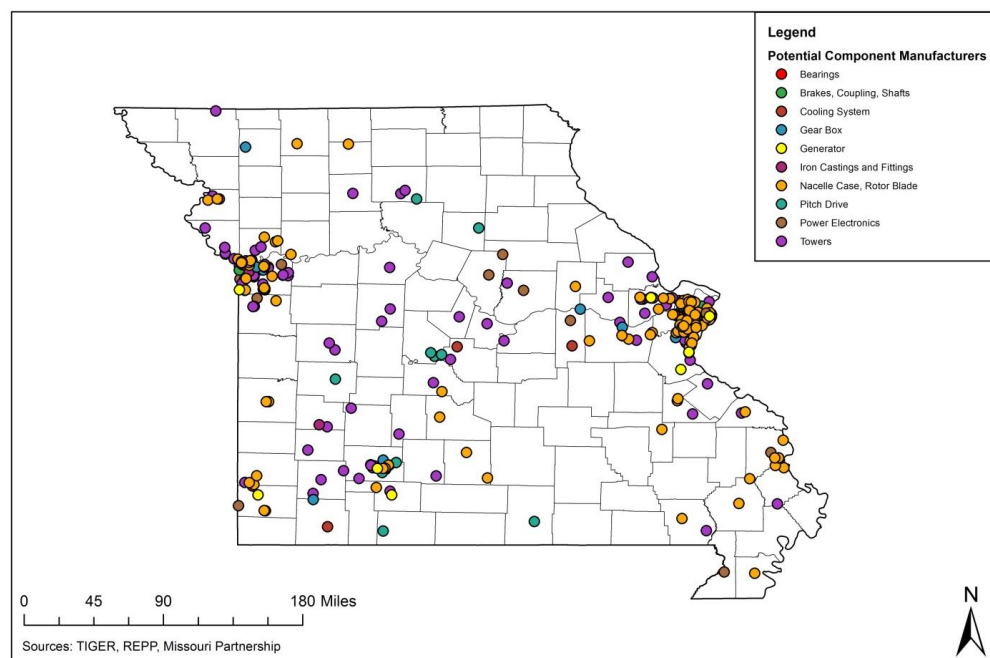 Legend
Potential Component Manufacturers
Bearings
Brakes, Coupling, Shafts
Cooling System
Gear Box
Generator
Iron Castings and Fittings
Nacelle Case, Rotor Blade
Pitch Drive
Power Electronics
Towers
0 45 90 180 Miles
N
Sources: TIGER, REPP, Missouri Partnership